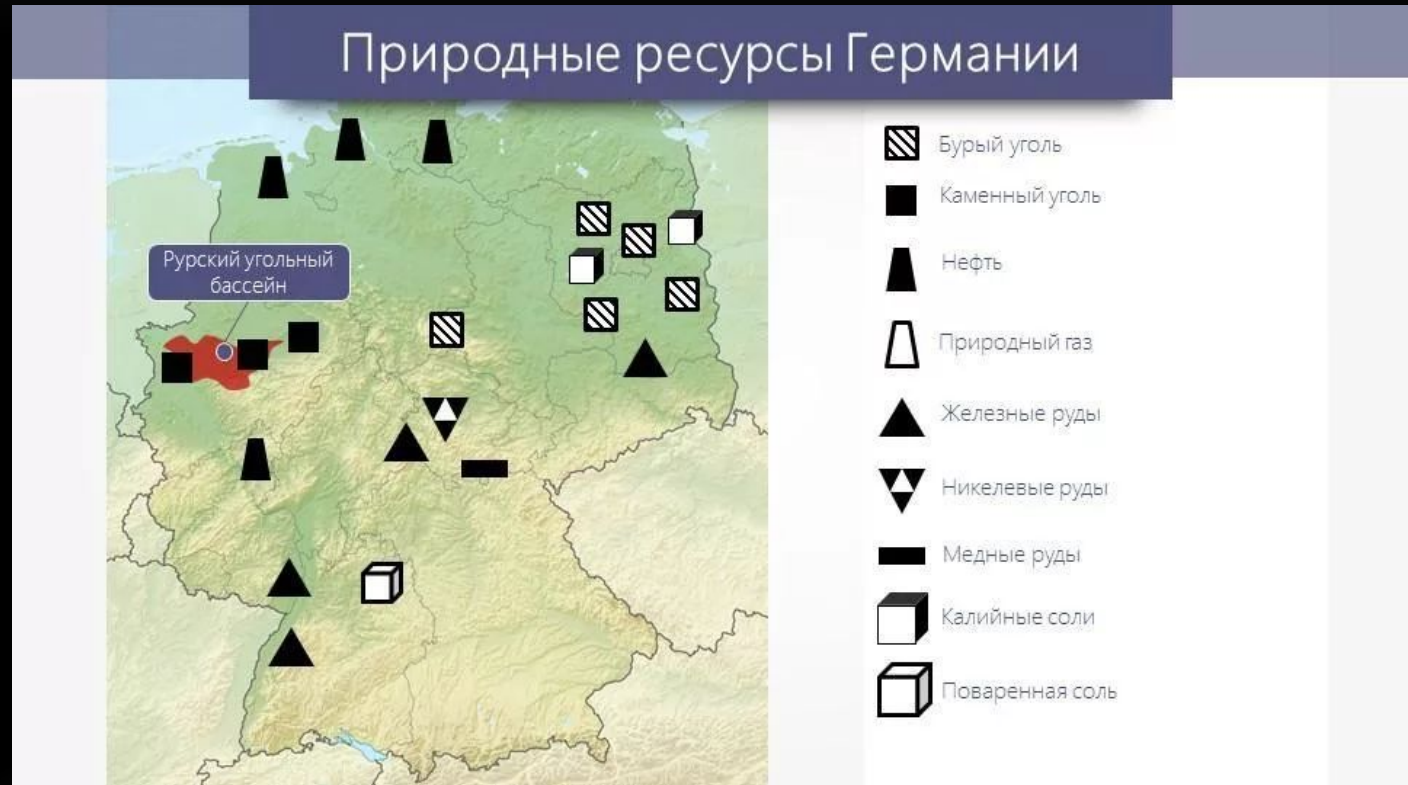 Природные ресурсы Германии
Рурский угольный
бассейн
Бурый уголь
Каменный уголь
Нефть
Природный газ
Железные руды
Никелевые руды
Медные руды
Калийные соли
Поваренная соль